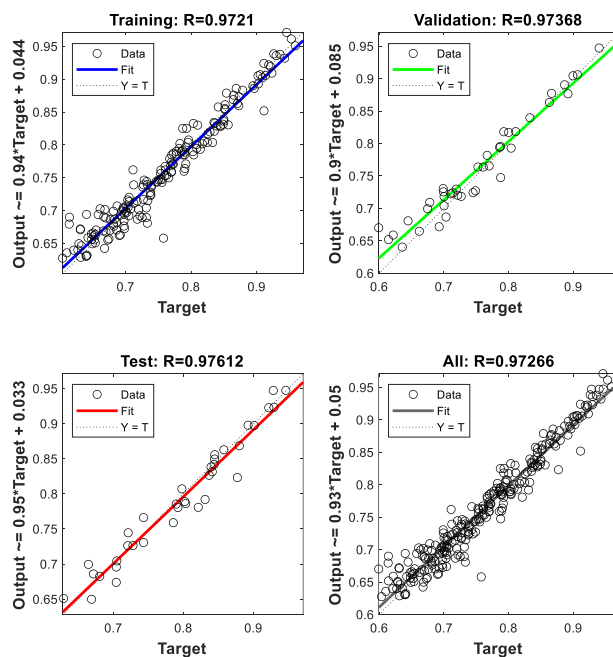 Training: R=0.9721
Output ~= 0.94*Target + 0.044
0.95
0.9
0.85
0.8
0.75
0.7
0.65
Data
Fit
Y = T
0.7
0.8
0.9
Target
Validation: R=0.97368
Output ~= 0.9*Target + 0.085
0.95
0.9
0.85
0.8
0.75
0.7
0.65
0.6
Data
Fit
Y = T
0.6
0.7
0.8
0.9
Target
Test: R=0.97612
Output ~= 0.95*Target + 0.033
0.95
0.9
0.85
0.8
0.75
0.7
0.65
Data
Fit
Y = T
0.7
0.8
0.9
Target
All: R=0.97266
Output ~= 0.93*Target + 0.05
0.95
0.9
0.85
0.8
0.75
0.7
0.65
0.6
Data
Fit
Y = T
0.6
0.7
0.8
0.9
Target